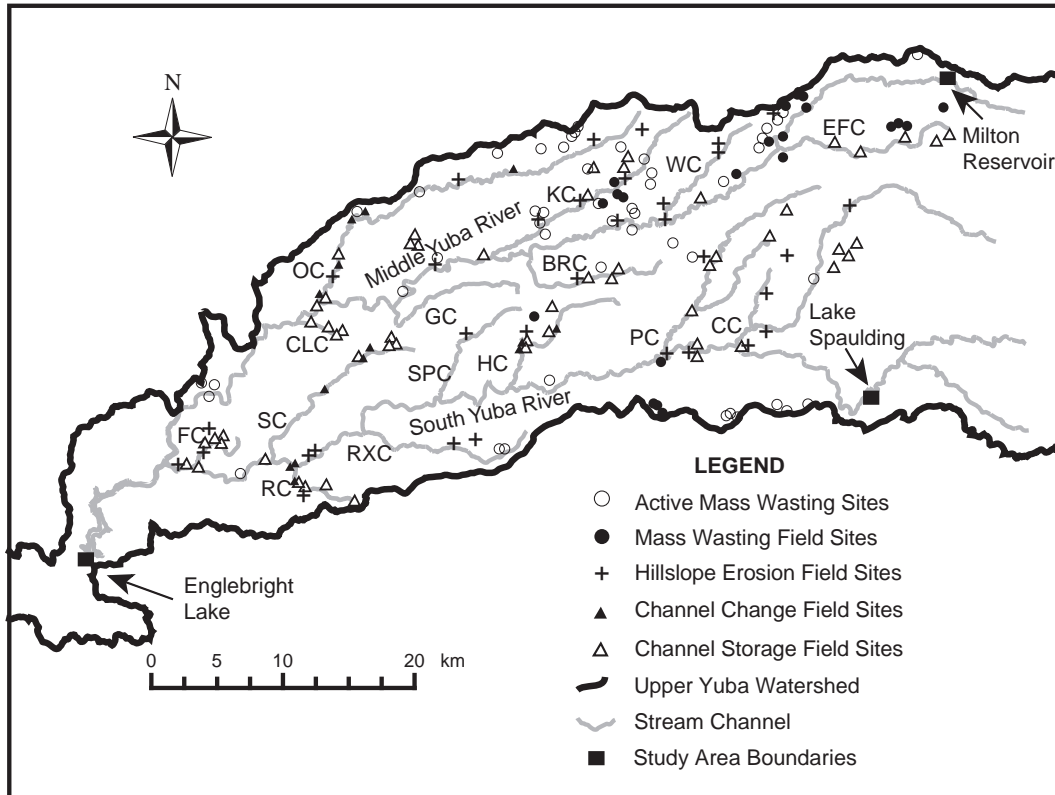 N
EFC
Milton
Reservoir
WC
KC
Middle Yuba River
OC
BRC
Lake
Spaulding
GC
PC
CC
CLC
SPC
HC
SC
South Yuba River
FC
RXC
RC
Englebright
Lake
0 5 10 20 km
LEGEND
Active Mass Wasting Sites
Mass Wasting Field Sites
Hillslope Erosion Field Sites
Channel Change Field Sites
Channel Storage Field Sites
Upper Yuba Watershed
Stream Channel
Study Area Boundaries